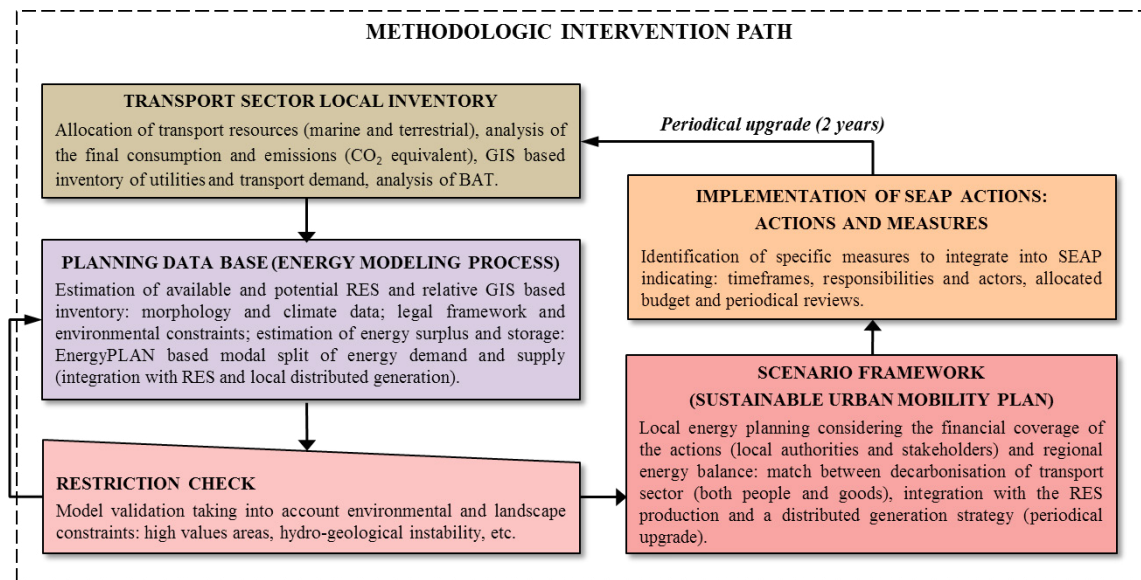 METHODOLOGIC INTERVENTION PATH
TRANSPORT SECTOR LOCAL INVENTORY
Allocation of transport resources (marine and terrestrial), analysis of
the final consumption and emissions (CO₂ equivalent), GIS based
inventory of utilities and transport demand, analysis of BAT.
PLANNING DATA BASE (ENERGY MODELING PROCESS)
Estimation of available and potential RES and relative GIS based
inventory: morphology and climate data; legal framework and
environmental constraints; estimation of energy surplus and storage:
EnergyPLAN based modal split of energy demand and supply
(integration with RES and local distributed generation).
RESTRICTION CHECK
Model validation taking into account environmental and landscape
constraints: high values areas, hydro-geological instability, etc.
SCENARIO FRAMEWORK
(SUSTAINABLE URBAN MOBILITY PLAN)
Local energy planning considering the financial coverage of
the actions (local authorities and stakeholders) and regional
energy balance: match between decarbonisation of transport
sector (both people and goods), integration with the RES
production and a distributed generation strategy (periodical
upgrade).
IMPLEMENTATION OF SEAP ACTIONS:
ACTIONS AND MEASURES
Identification of specific measures to integrate into SEAP
indicating: timeframes, responsibilities and actors, allocated
budget and periodical reviews.
Periodical upgrade (2 years)